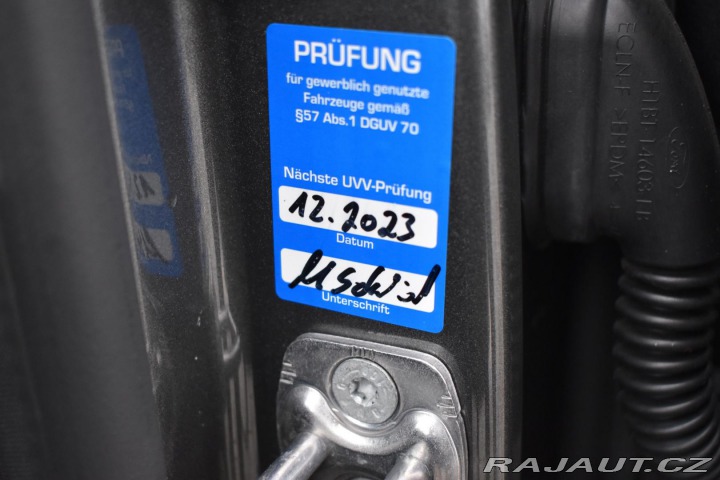 PRÜFUNG
für gewerblich genutzte
Fahrzeuge gemäß
§57 Abs.1 DGUV 70
Nächste UVV-Prüfung
12.2023
Datum
Unterschrift
Ford
RAJAUT.CZ